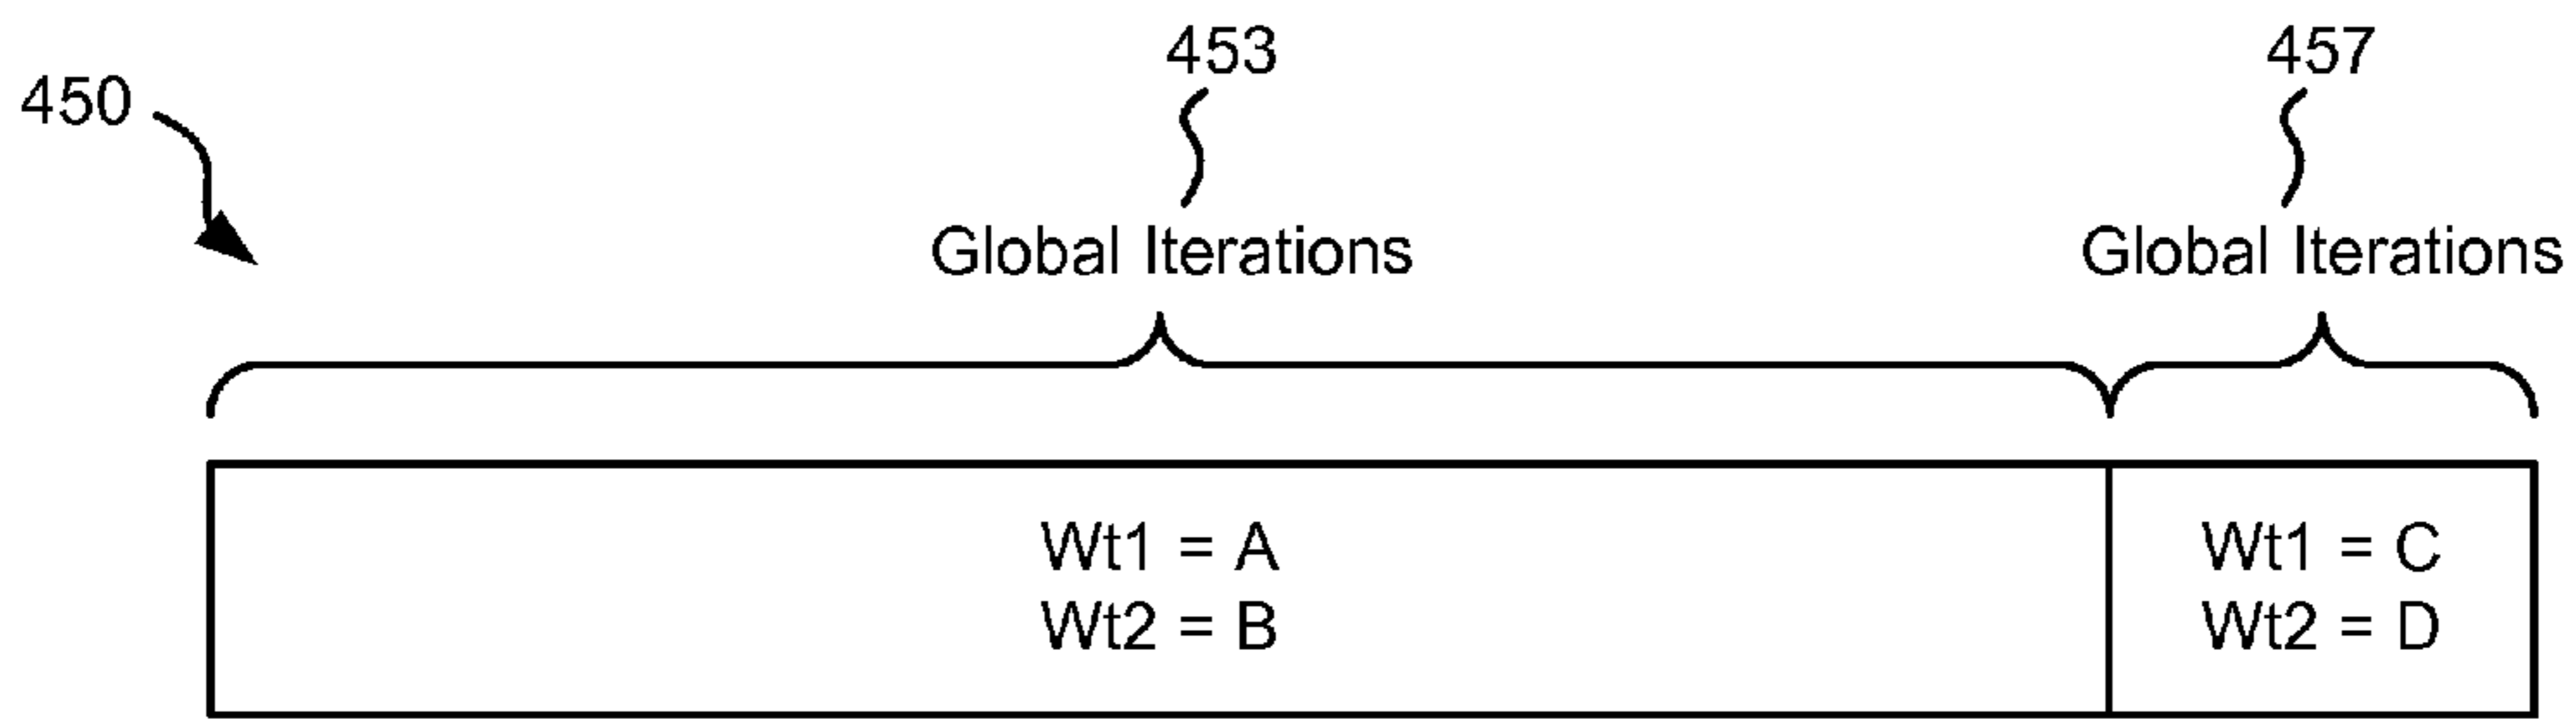 453
457
450
Global Iterations
Global Iterations
Wt1 = A
Wt2 = B
Wt1 = C
Wt2 = D